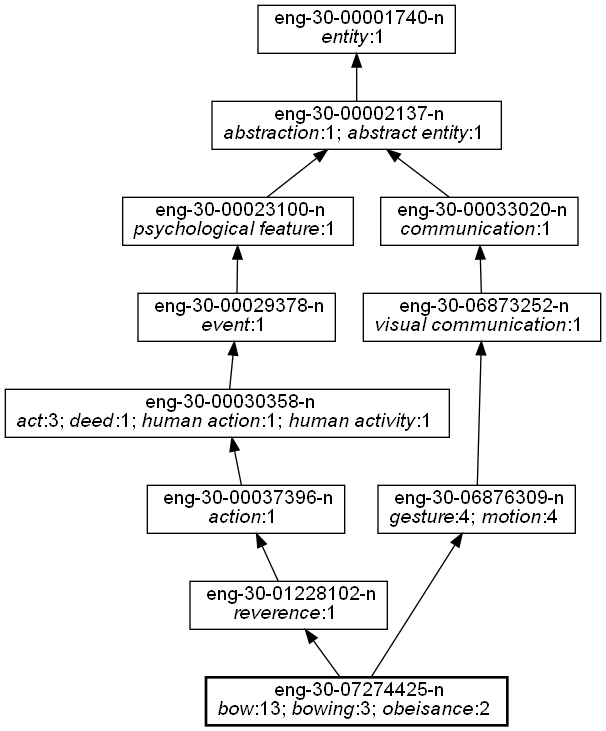 eng-30-00001740-n
entity:1
eng-30-00002137-n
abstraction:1; abstract entity:1
eng-30-00023100-n
psychological feature:1
eng-30-00033020-n
communication:1
eng-30-00029378-n
event:1
eng-30-06873252-n
visual communication:1
eng-30-00030358-n
act:3; deed:1; human action:1; human activity:1
eng-30-00037396-n
action:1
eng-30-06876309-n
gesture:4; motion:4
eng-30-01228102-n
reverence:1
eng-30-07274425-n
bow:13; bowing:3; obeisance:2